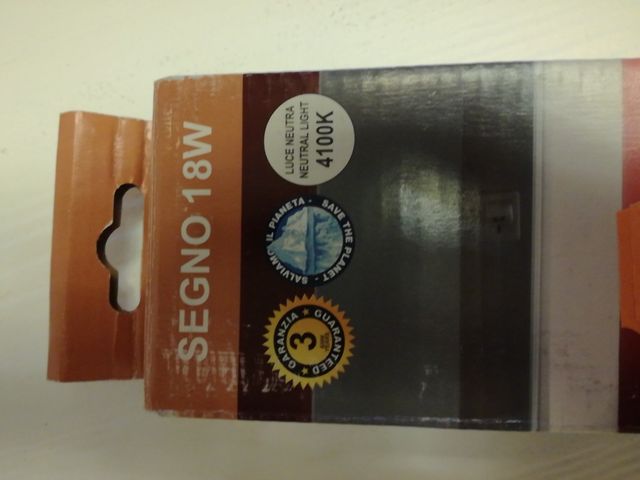 SEGNO 18W
GARANZIA
3
GUARANTEED
SALVIAMO IL PIANETA
SAVE THE PLANET
LUCE NEUTRA
NEUTRAL LIGHT
4100K